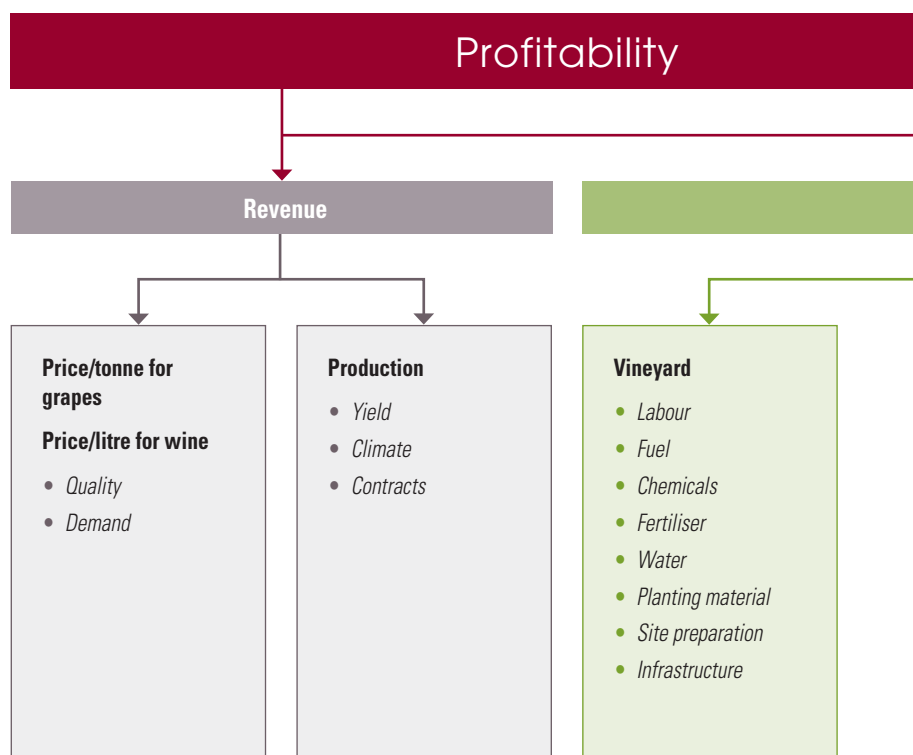 Profitability
Revenue
Price/tonne for
grapes
Price/litre for wine
• Quality
• Demand
Production
• Yield
• Climate
• Contracts
Vineyard
• Labour
• Fuel
• Chemicals
• Fertiliser
• Water
• Planting material
• Site preparation
• Infrastructure